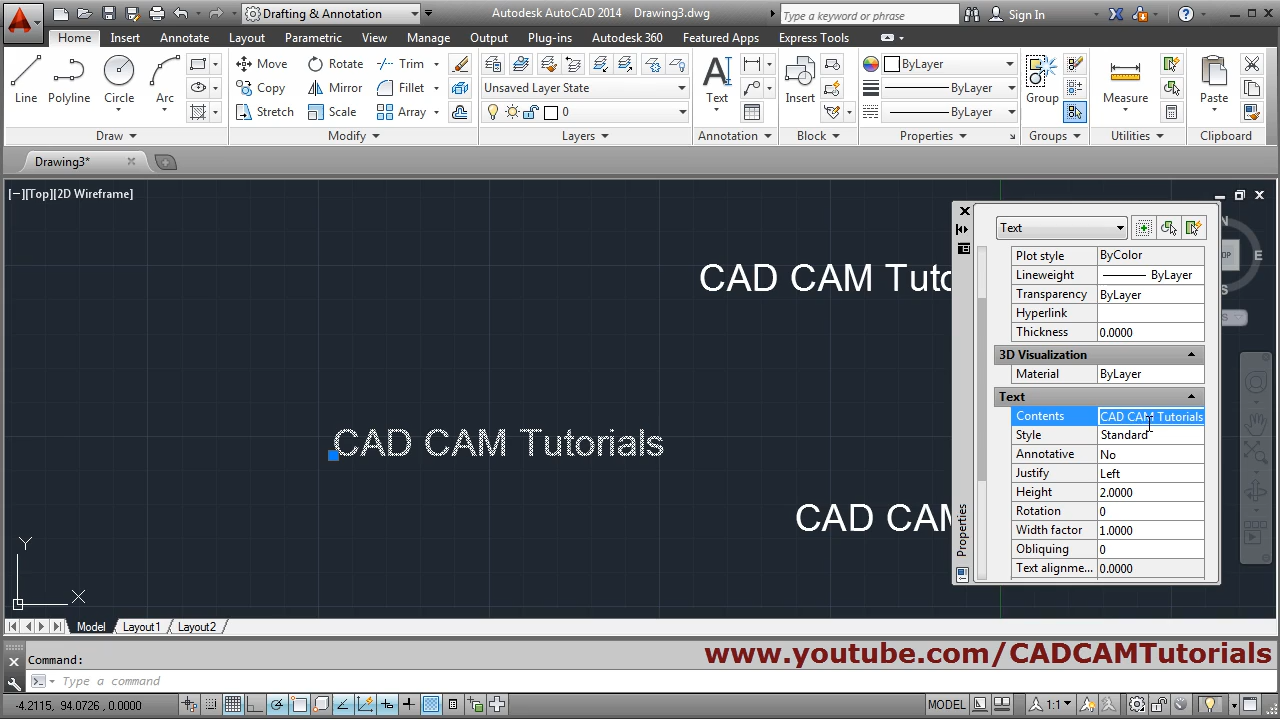 Drafting & Annotation
Autodesk AutoCAD 2014 Drawing3.dwg
Type a keyword or phrase
Sign In
Home Insert Annotate Layout Parametric View Manage Output Plug-ins Autodesk 360 Featured Apps Express Tools
Line Polyline Circle Arc
Move Rotate Trim
Copy Mirror Fillet
Stretch Scale Array
Unsaved Layer State
0
Text
Insert
ByLayer
ByLayer
ByLayer
Group
Measure
Paste
Draw Modify Layers Annotation Block Properties Groups Utilities Clipboard
Drawing3*
[−][Top][2D Wireframe]
N
OP E
S
S
CAD CAM Tuto
CAD CAM Tutorials
CAD CAM
Text
Plot style ByColor
Lineweight ByLayer
Transparency ByLayer
Hyperlink
Thickness 0.0000
3D Visualization
Material ByLayer
Text
Contents CAD CAM Tutorials
Style Standard
Annotative No
Justify Left
Height 2.0000
Rotation 0
Width factor 1.0000
Obliquing 0
Text alignme... 0.0000
Properties
Y
X
Model Layout1 Layout2
Command:
Type a command
www.youtube.com/CADCAMTutorials
-4.2115, 94.0726, 0.0000
MODEL
1:1